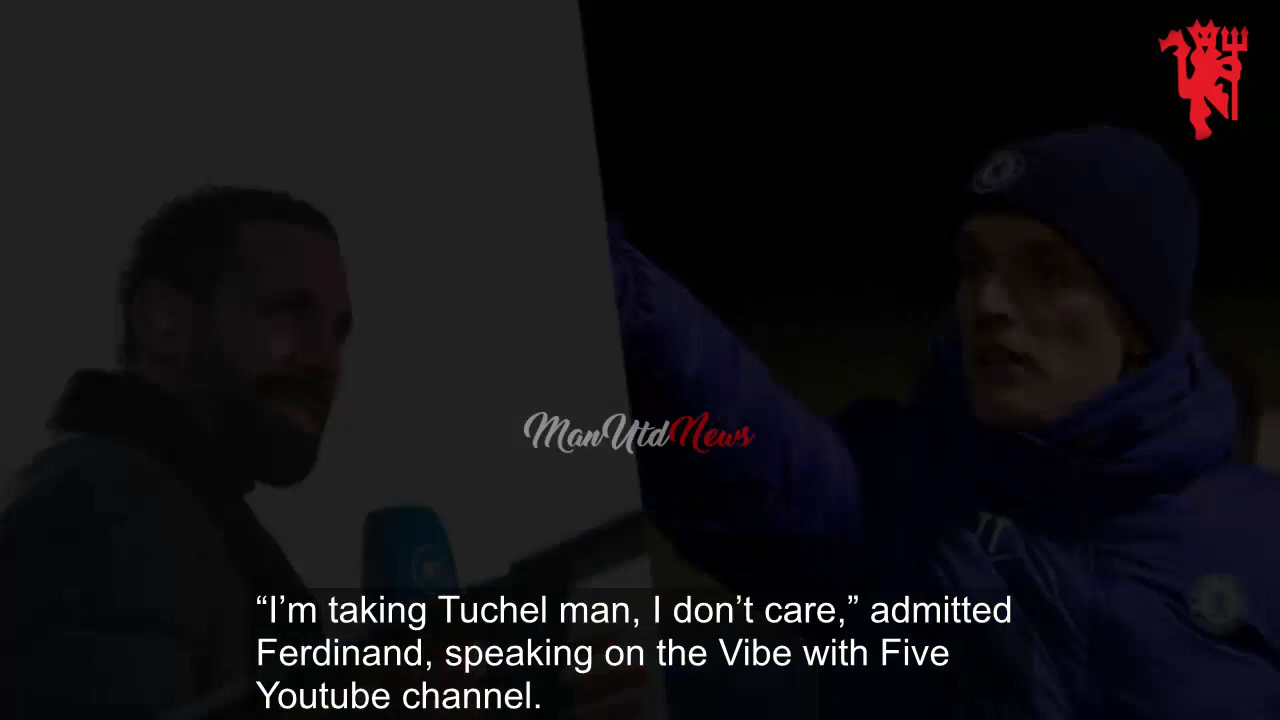 ManUtdNews
“I’m taking Tuchel man, I don’t care,” admitted
Ferdinand, speaking on the Vibe with Five
Youtube channel.